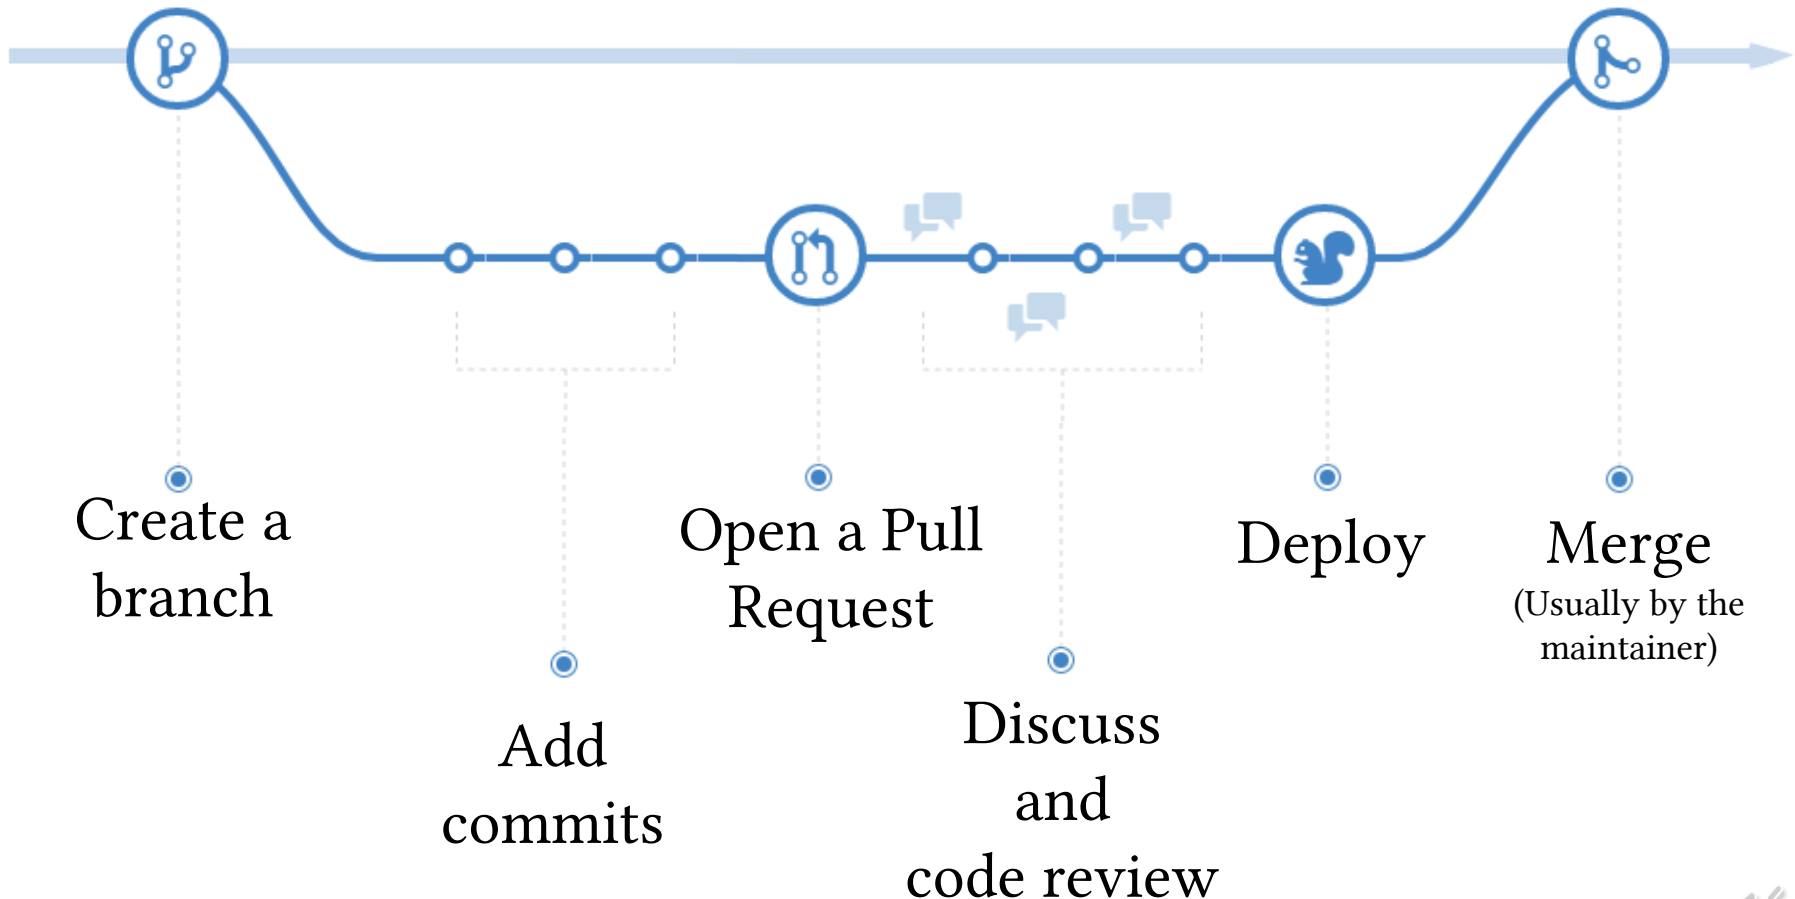 Create a
branch
Add
commits
Open a Pull
Request
Discuss
and
code review
Deploy
Merge
(Usually by the
maintainer)